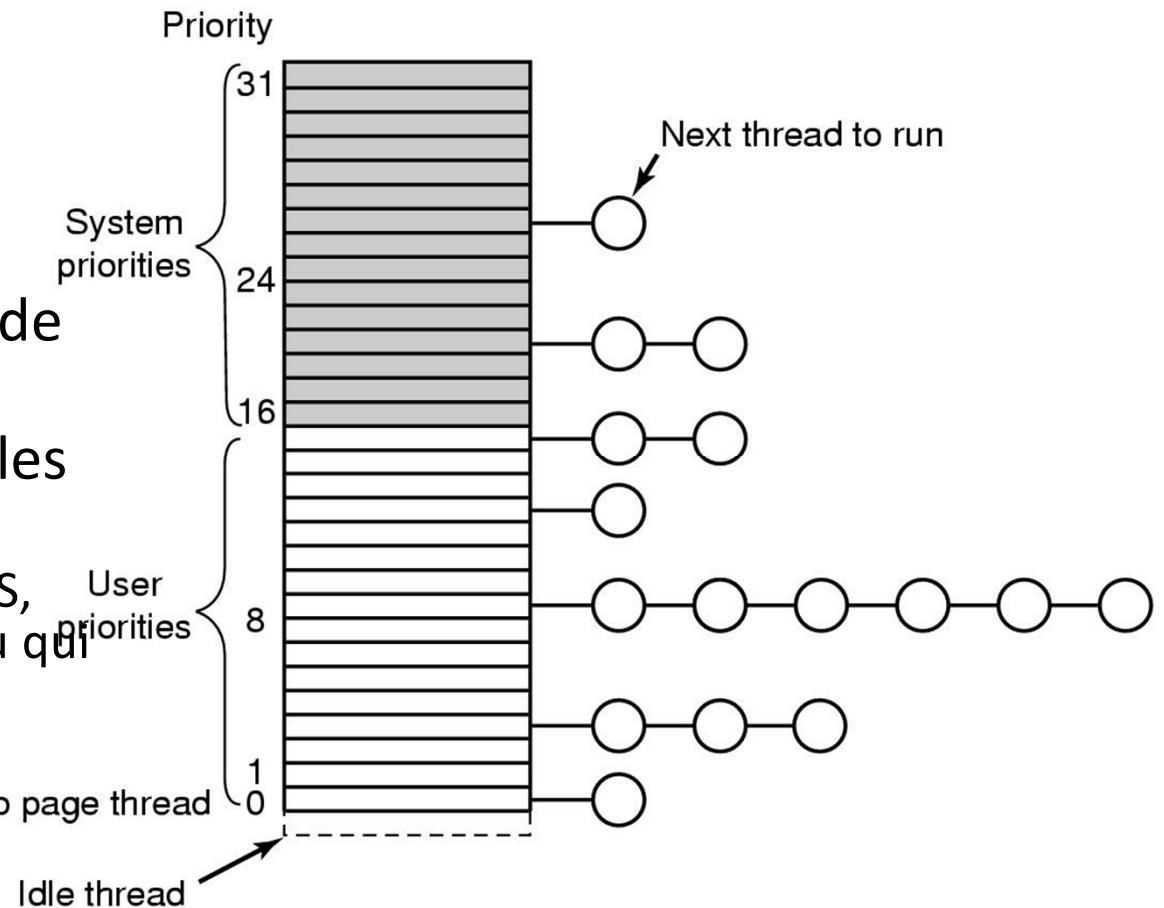 Priority
31
Next thread to run
System
priorities
24
de
16
les
s,
User
priorities
8
qui
1
page thread
0
Idle thread